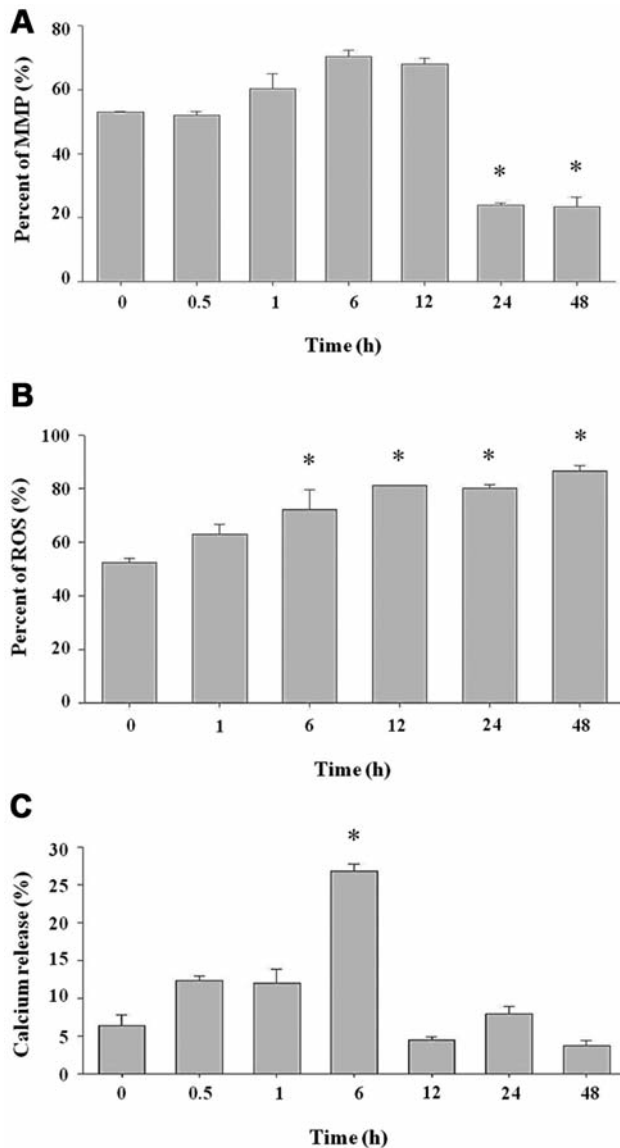 A
Percent of MMP (%)
80
60
40
20
0
* *
0 0.5 1 6 12 24 48
Time (h)
B
Percent of ROS (%)
100
80
60
40
20
0
* * * *
0 1 6 12 24 48
Time (h)
C
Calcium release (%)
30
25
20
15
10
5
0
*
0 0.5 1 6 12 24 48
Time (h)